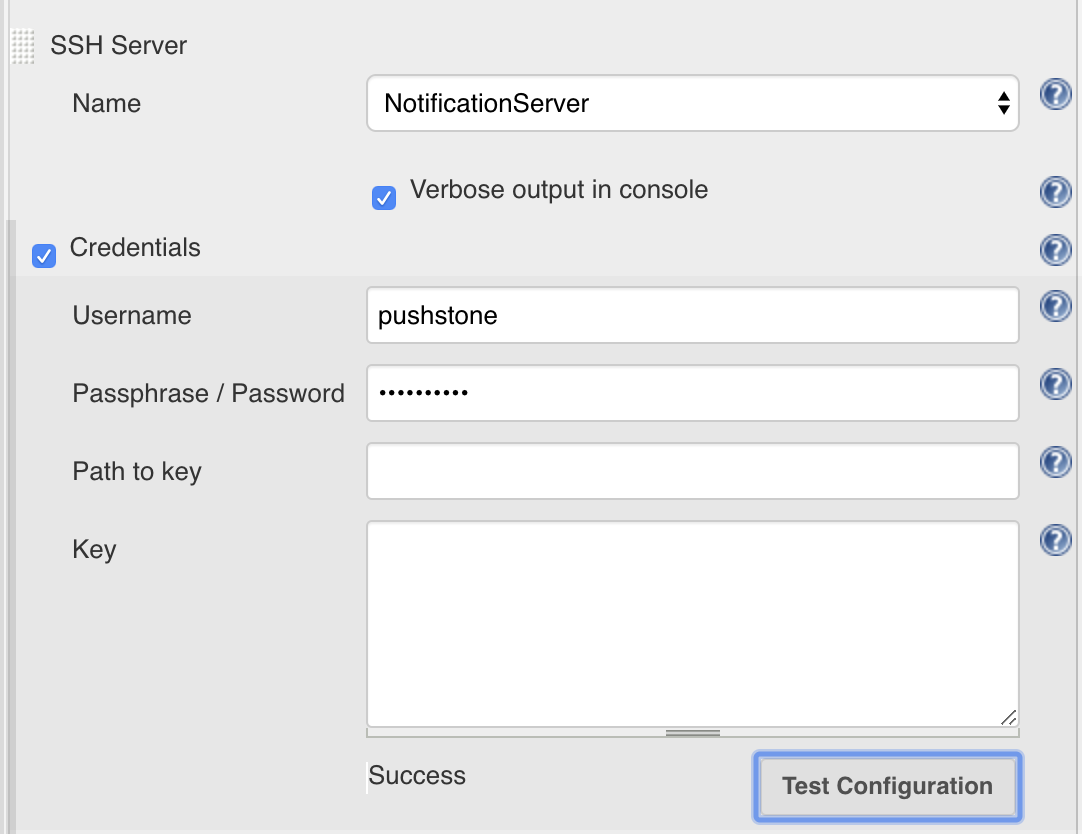 SSH Server
Name
NotificationServer
Verbose output in console
Credentials
Username
pushstone
Passphrase / Password
••••••••••
Path to key
Key
Success
Test Configuration